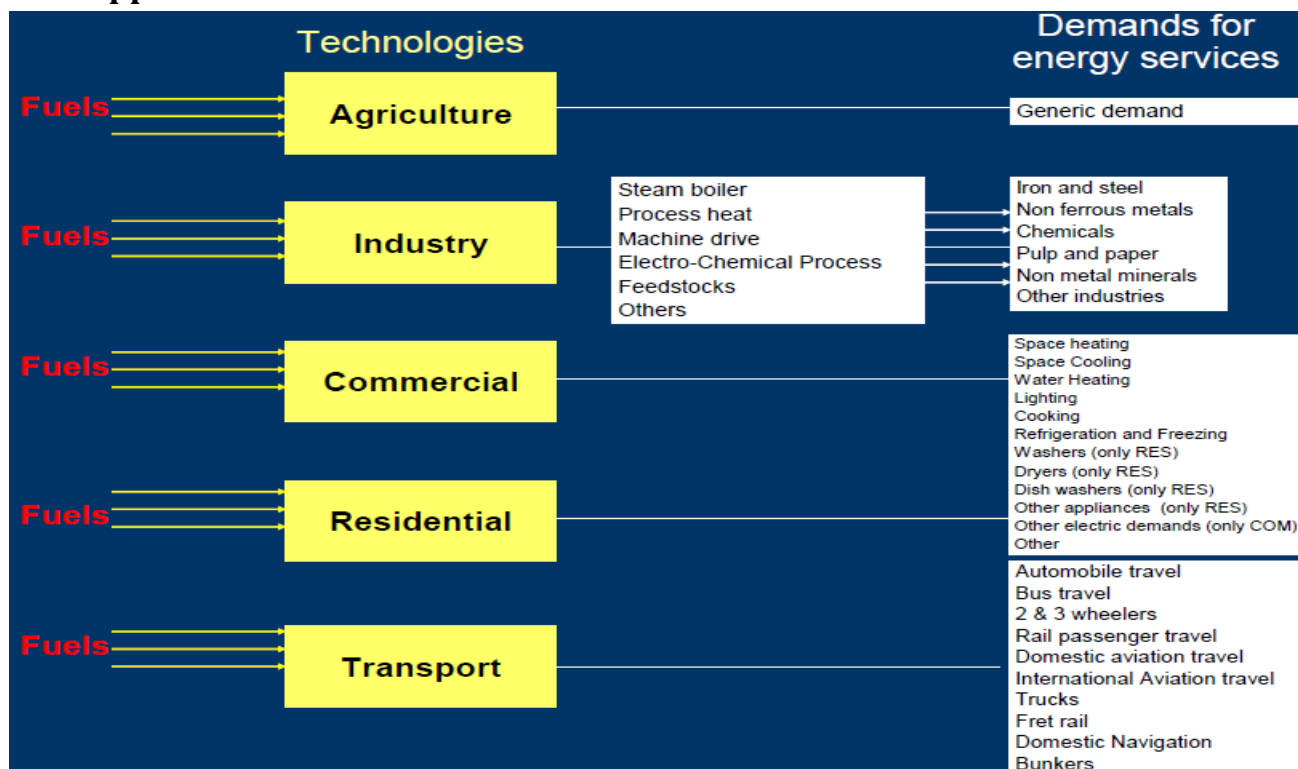 Technologies
Demands for
energy services
Fuels
Agriculture
Generic demand
Fuels
Industry
Steam boiler
Process heat
Machine drive
Electro-Chemical Process
Feedstocks
Others
Iron and steel
Non ferrous metals
Chemicals
Pulp and paper
Non metal minerals
Other industries
Fuels
Commercial
Space heating
Space Cooling
Water Heating
Lighting
Cooking
Refrigeration and Freezing
Washers (only RES)
Dryers (only RES)
Dish washers (only RES)
Other appliances (only RES)
Other electric demands (only COM)
Other
Fuels
Residential
Fuels
Transport
Automobile travel
Bus travel
2 & 3 wheelers
Rail passenger travel
Domestic aviation travel
International Aviation travel
Trucks
Fret rail
Domestic Navigation
Bunkers